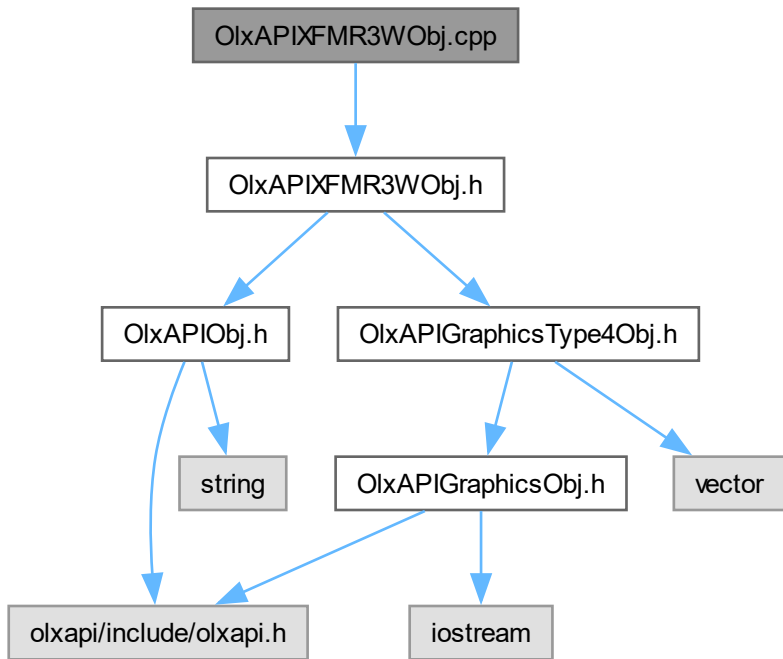 OlxAPIXFMR3WObj.cpp
OlxAPIXFMR3WObj.h
OlxAPIObj.h
OlxAPIGraphicsType4Obj.h
string
OlxAPIGraphicsObj.h
vector
olxapi/include/olxapi.h
iostream